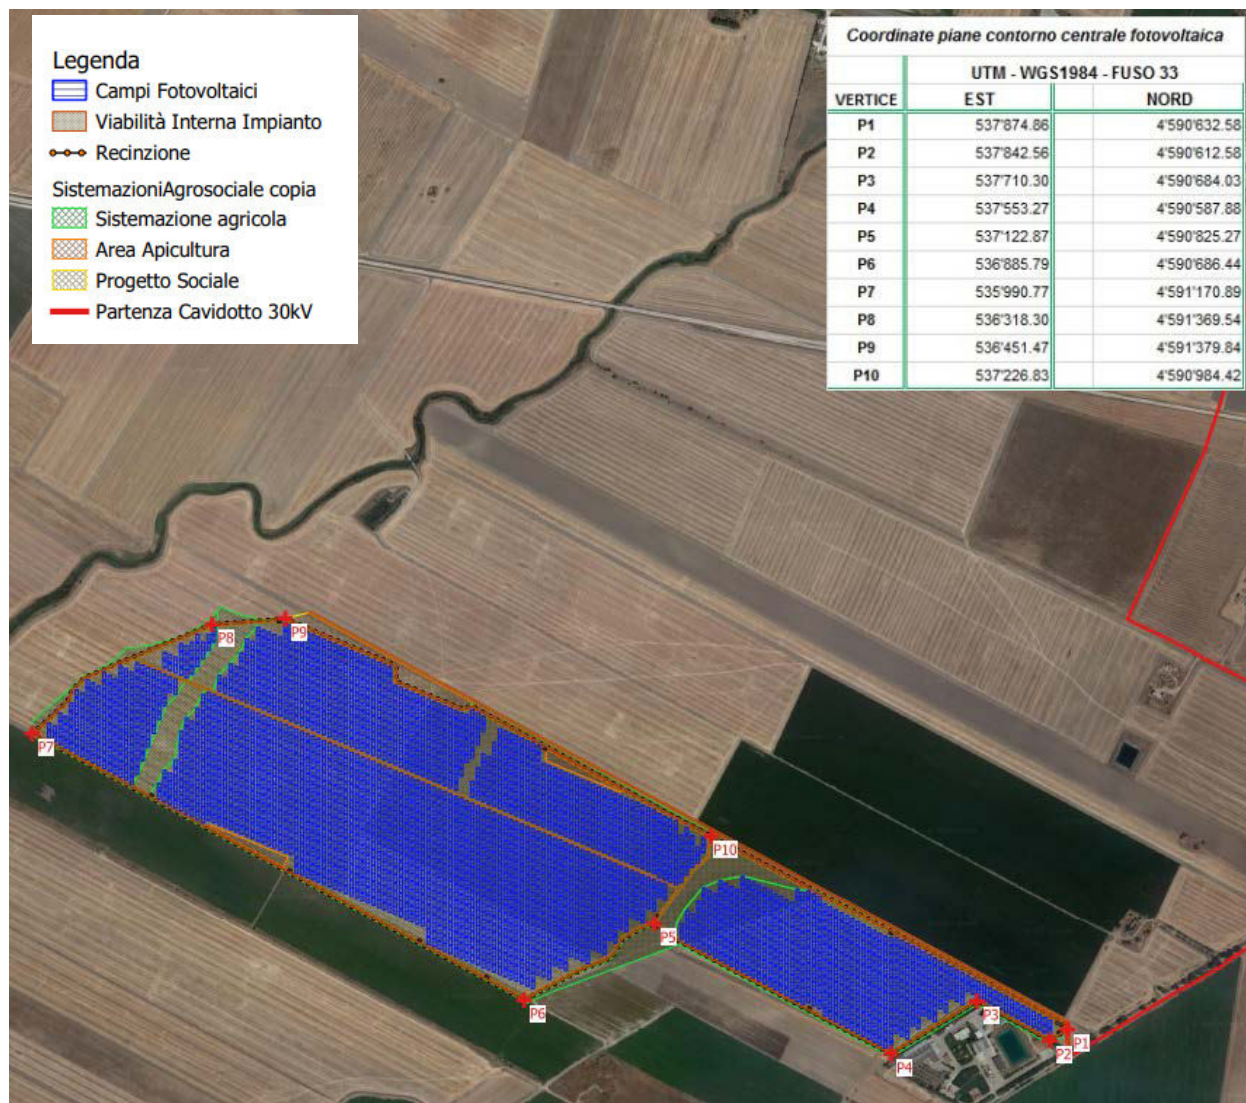 Legenda
Campi Fotovoltaici
Viabilità Interna Impianto
Recinzione
SistemazioniAgrosociale copia
Sistemazione agricola
Area Apicultura
Progetto Sociale
Partenza Cavidotto 30kV
Coordinate piane contorno centrale fotovoltaica
UTM - WGS1984 - FUSO 33
VERTICE EST NORD
P1 537'874.86 4'590'632.58
P2 537'842.56 4'590'612.58
P3 537'710.30 4'590'684.03
P4 537'553.27 4'590'587.88
P5 537'122.87 4'590'825.27
P6 536'885.79 4'590'686.44
P7 535'990.77 4'591'170.89
P8 536'318.30 4'591'369.54
P9 536'451.47 4'591'379.84
P10 537'226.83 4'590'984.42
P8
P9
P7
P10
P5
P6
P3
P1
P2
P4